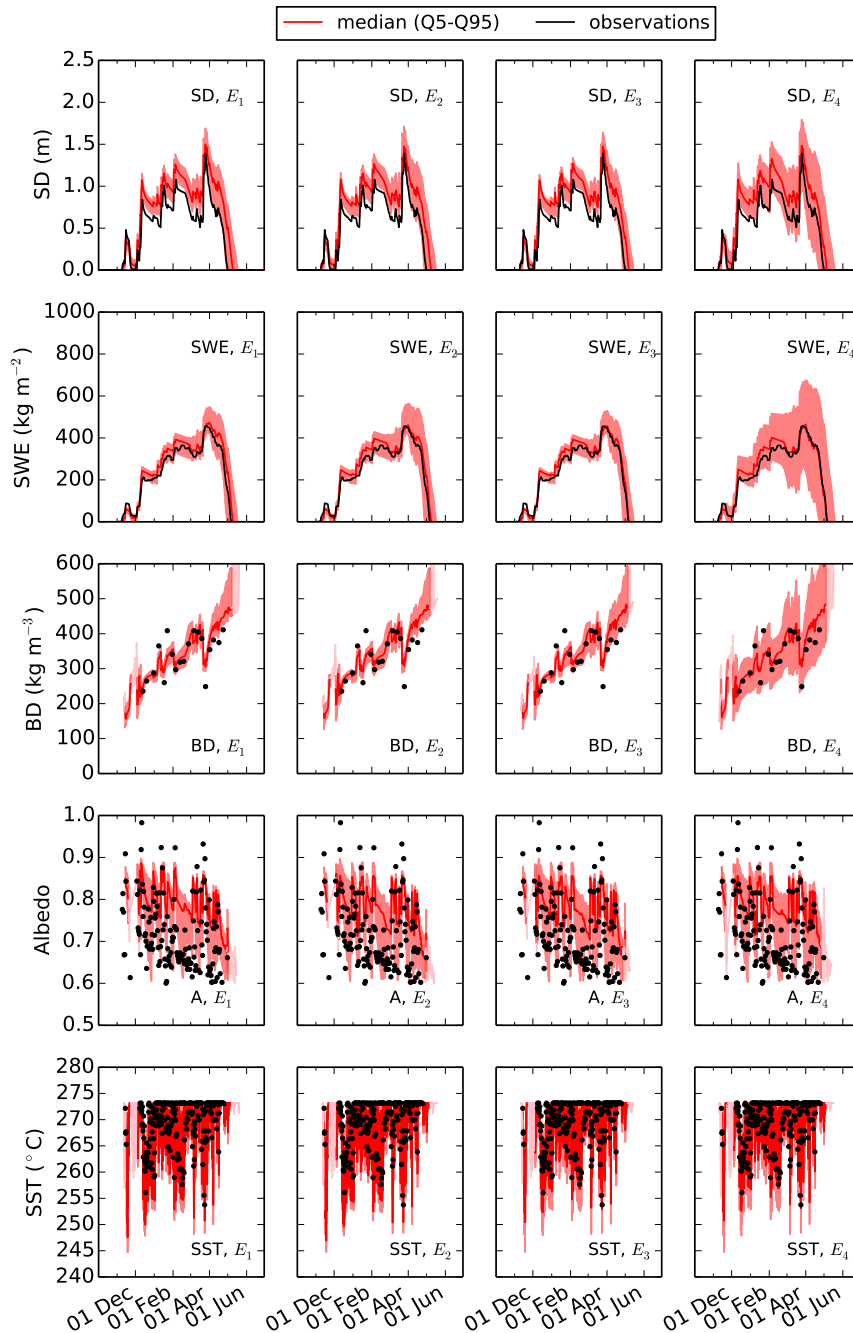 median (Q5-Q95) observations
2.5
2.0
1.5
1.0
0.5
0.0
SD (m)
SD, E1
SD, E2
SD, E3
SD, E4
1000
800
600
400
200
0
SWE (kg m−2)
SWE, E1
SWE, E2
SWE, E3
SWE, E4
600
500
400
300
200
100
0
BD (kg m−3)
BD, E1
BD, E2
BD, E3
BD, E4
1.0
0.9
0.8
0.7
0.6
0.5
Albedo
A, E1
A, E2
A, E3
A, E4
280
275
270
265
260
255
250
245
240
SST (°C)
SST, E1
SST, E2
SST, E3
SST, E4
01 Dec 01 Feb 01 Apr 01 Jun 01 Dec 01 Feb 01 Apr 01 Jun 01 Dec 01 Feb 01 Apr 01 Jun 01 Dec 01 Feb 01 Apr 01 Jun